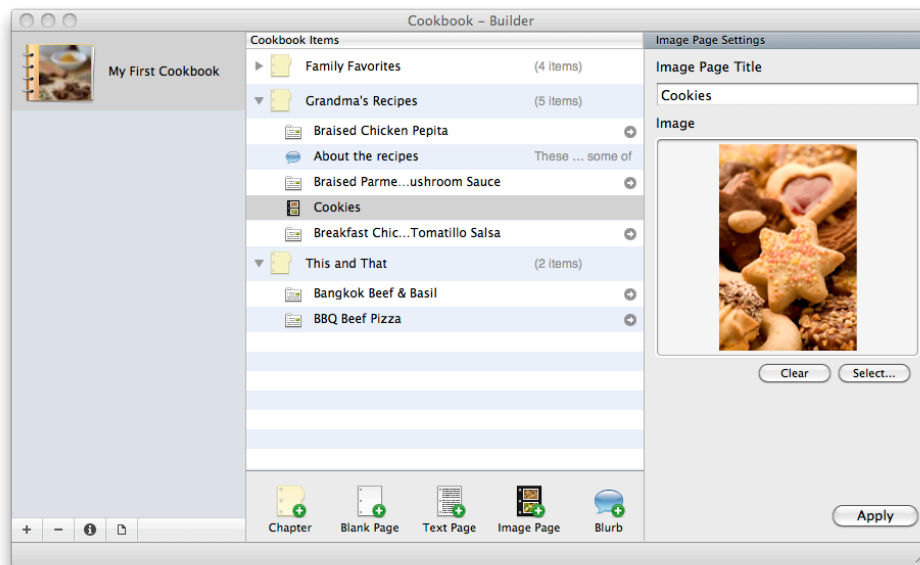 Cookbook – Builder
My First Cookbook
Cookbook Items
Family Favorites (4 items)
Grandma's Recipes (5 items)
Braised Chicken Pepita
About the recipes These ... some of
Braised Parme...ushroom Sauce
Cookies
Breakfast Chic...Tomatillo Salsa
This and That (2 items)
Bangkok Beef & Basil
BBQ Beef Pizza
Chapter Blank Page Text Page Image Page Blurb
Image Page Settings
Image Page Title
Cookies
Image
Clear Select...
Apply